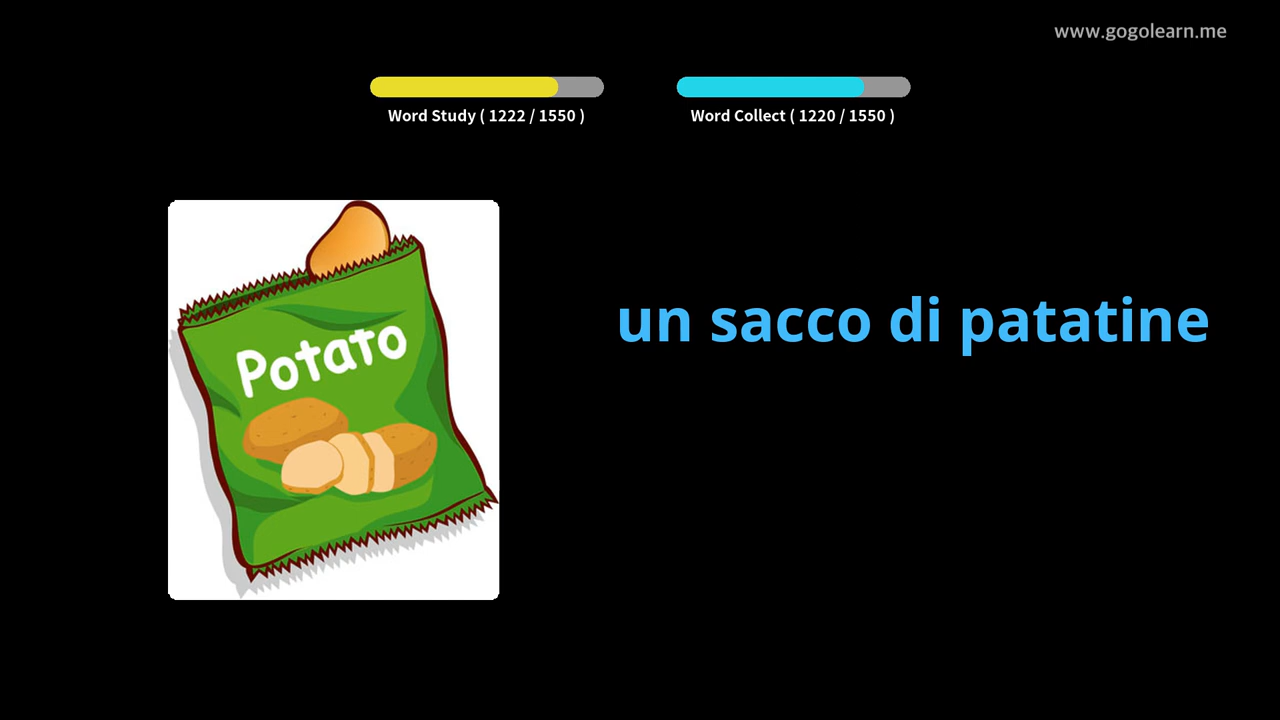 www.gogolearn.me
Word Study ( 1222 / 1550 )
Word Collect ( 1220 / 1550 )
Potato
un sacco di patatine